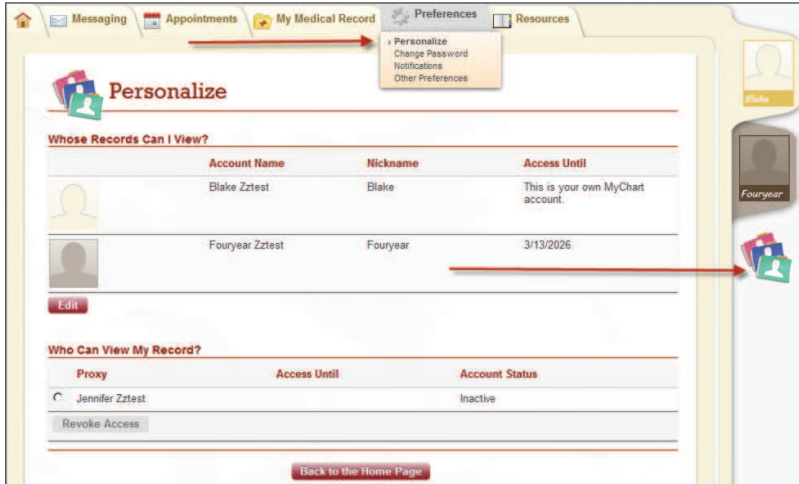 Messaging
Appointments
My Medical Record
Preferences
Resources
Personalize
Change Password
Notifications
Other Preferences
Personalize
Whose Records Can I View?
Account Name Nickname Access Until
Blake Zztest Blake This is your own MyChart
account.
Fouryear Zztest Fouryear 3/13/2026
Edit
Who Can View My Record?
Proxy Access Until Account Status
Jennifer Zztest Inactive
Revoke Access
Back to the Home Page
Blake
Fouryear